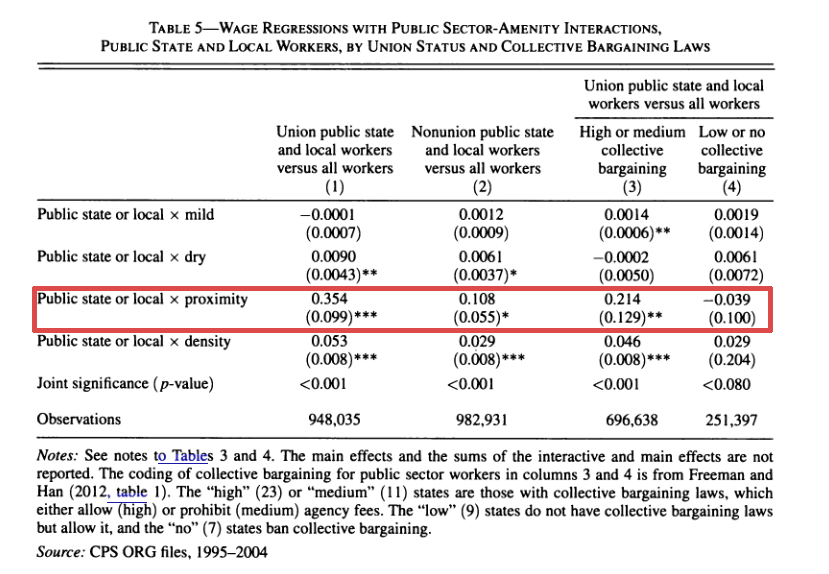 TABLE 5—WAGE REGRESSIONS WITH PUBLIC SECTOR-AMENITY INTERACTIONS,
PUBLIC STATE AND LOCAL WORKERS, BY UNION STATUS AND COLLECTIVE BARGAINING LAWS
Union public state and local
workers versus all workers
Union public state Nonunion public state High or medium Low or no
and local workers and local workers collective collective
versus all workers versus all workers bargaining bargaining
(1) (2) (3) (4)
Public state or local × mild −0.0001 0.0012 0.0014 0.0019
(0.0007) (0.0009) (0.0006)** (0.0014)
Public state or local × dry 0.0090 0.0061 −0.0002 0.0061
(0.0043)** (0.0037)* (0.0050) (0.0072)
Public state or local × proximity 0.354 0.108 0.214 −0.039
(0.099)*** (0.055)* (0.129)** (0.100)
Public state or local × density 0.053 0.029 0.046 0.029
(0.008)*** (0.008)*** (0.008)*** (0.204)
Joint significance (p-value) <0.001 <0.001 <0.001 <0.080
Observations 948,035 982,931 696,638 251,397
Notes: See notes to Tables 3 and 4. The main effects and the sums of the interactive and main effects are not
reported. The coding of collective bargaining for public sector workers in columns 3 and 4 is from Freeman and
Han (2012, table 1). The “high” (23) or “medium” (11) states are those with collective bargaining laws, which
either allow (high) or prohibit (medium) agency fees. The “low” (9) states do not have collective bargaining laws
but allow it, and the “no” (7) states ban collective bargaining.
Source: CPS ORG files, 1995–2004